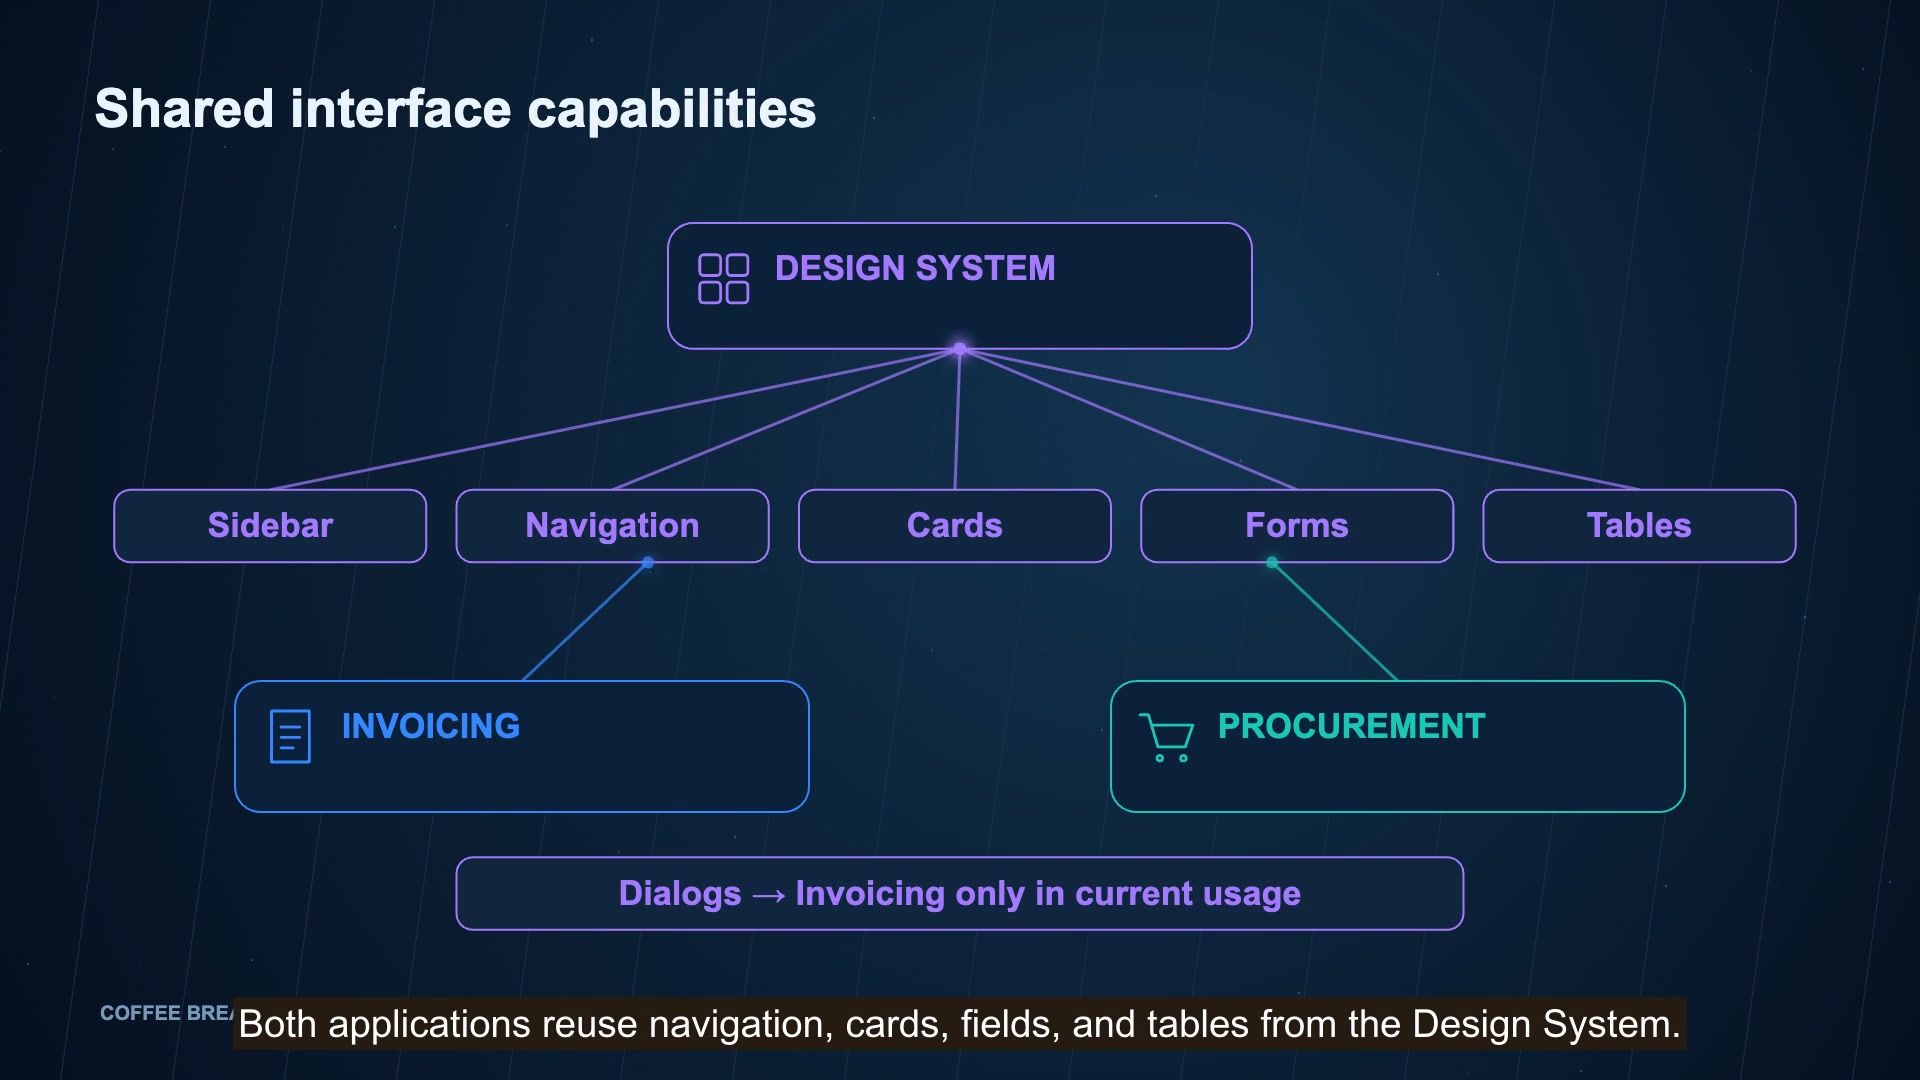 Shared interface capabilities
DESIGN SYSTEM
Sidebar
Navigation
Cards
Forms
Tables
INVOICING
PROCUREMENT
Dialogs → Invoicing only in current usage
COFFEE
Both applications reuse navigation, cards, fields, and tables from the Design System.